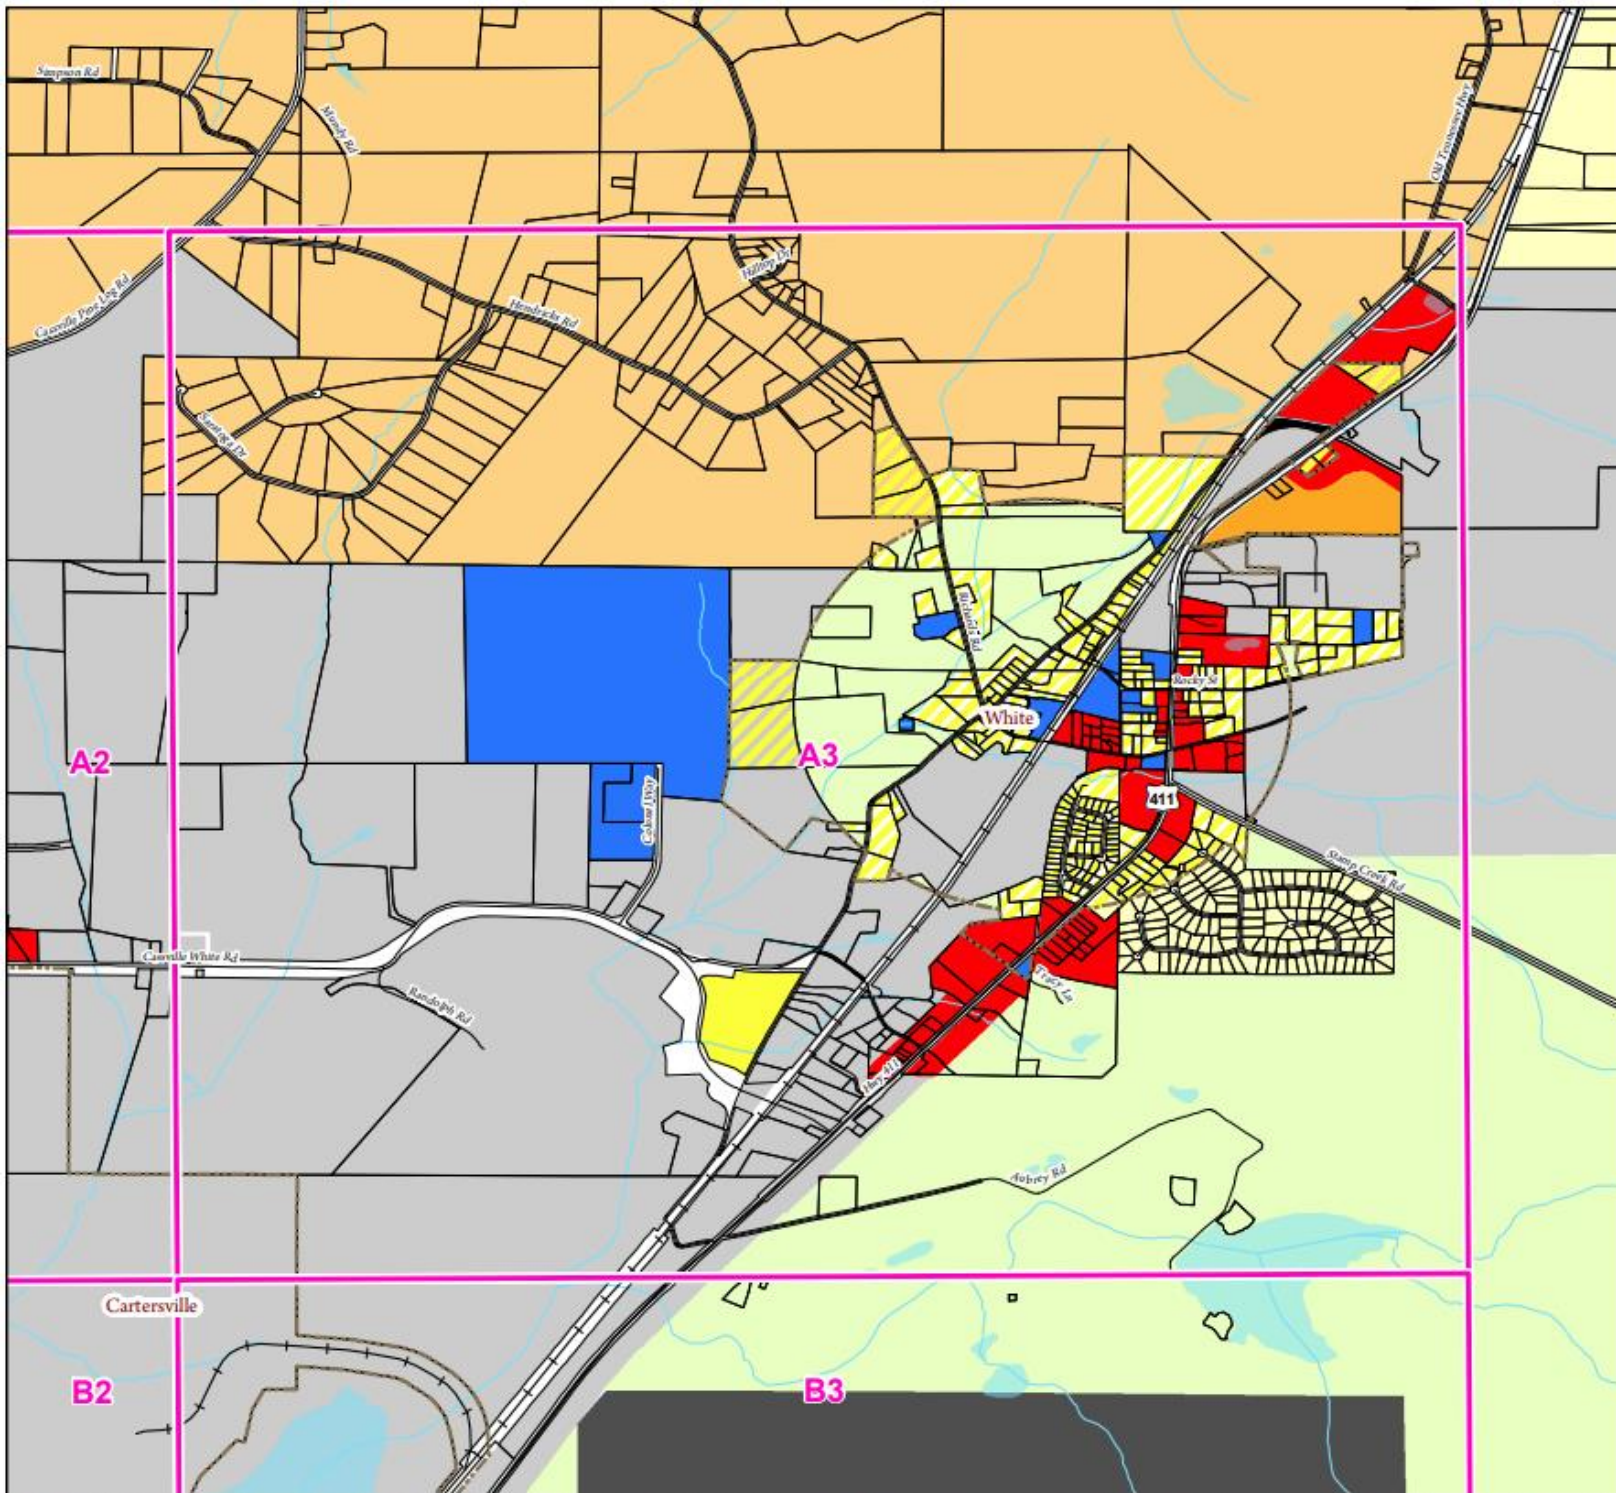 Simpson Rd
Mundy Rd
Old Tennessee Hwy
Hilltop Dr
Cassville Pine Log Rd
Hendricks Rd
Saratoga Dr
Richards Rd
Rocky St
White
A2
A3
411
Stamp Creek Rd
Cassville White Rd
Tracy Ln
Randolph Rd
Hwy 411
Aubrey Rd
Cartersville
B2
B3